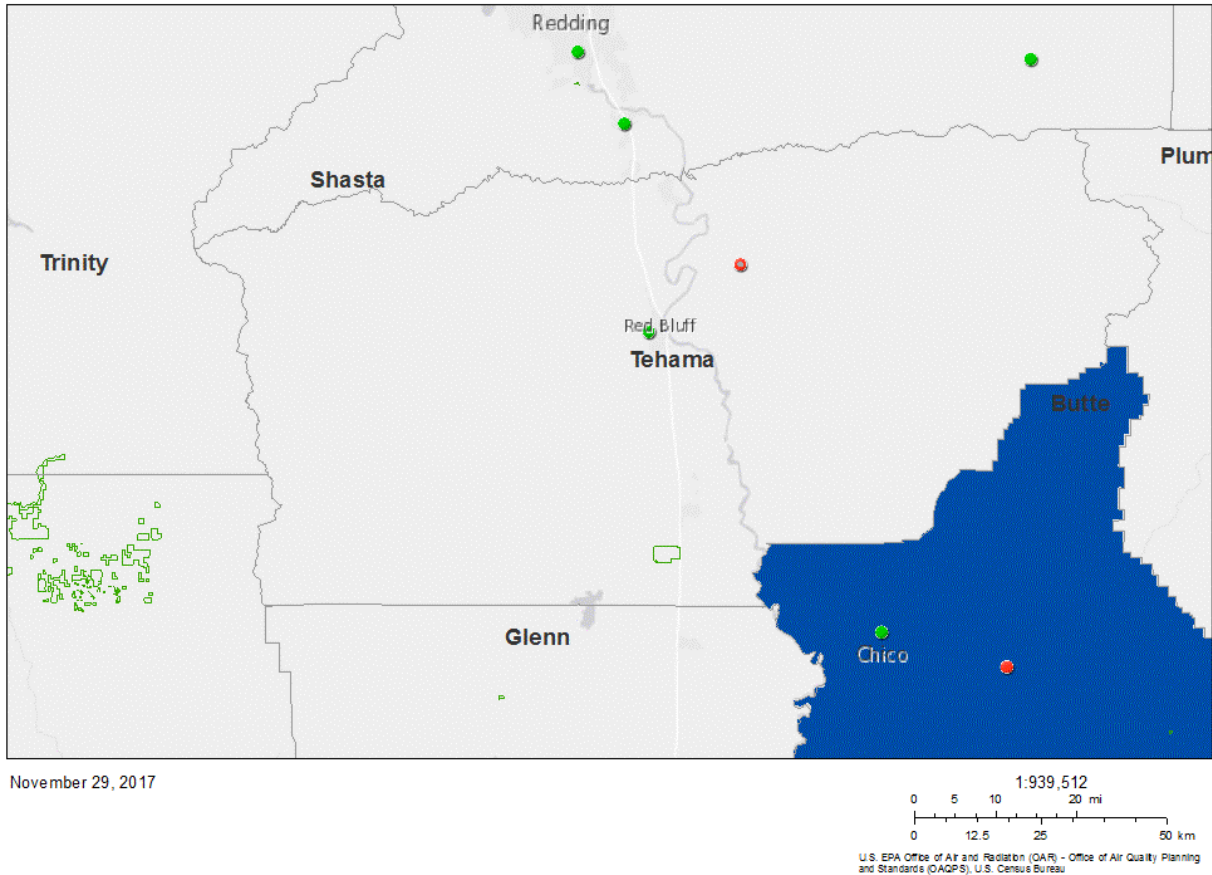 Redding
Plum
Shasta
Trinity
Red Bluff
Tehama
Butte
Glenn
Chico
November 29, 2017
1:939,512
0 5 10 20 mi
0 12.5 25 50 km
U.S. EPA Office of Air and Radiation (OAR) - Office of Air Quality Planning
and Standards (OAQPS), U.S. Census Bureau